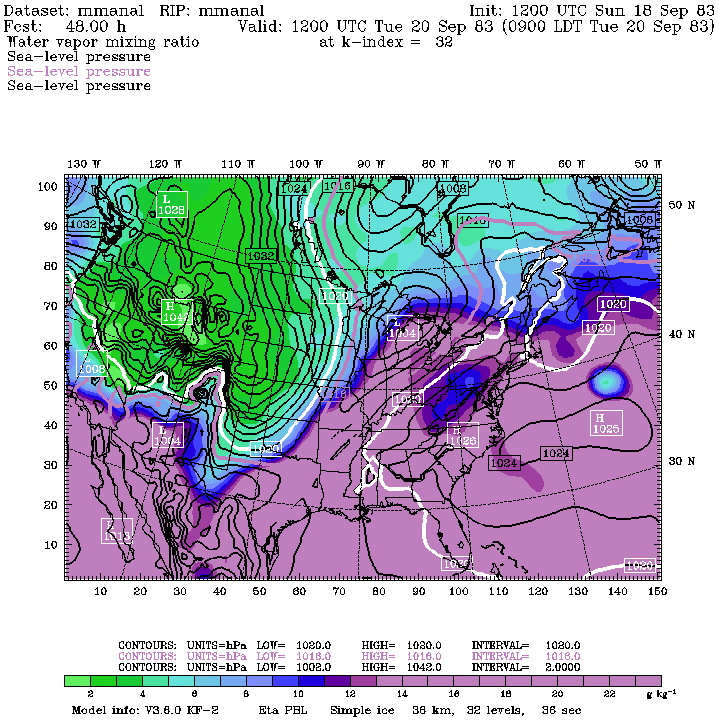 Dataset: mmanal RIP: mmanal Init: 1200 UTC Sun 18 Sep 83
Fcst: 48.00 h Valid: 1200 UTC Tue 20 Sep 83 (0900 LDT Tue 20 Sep 83)
Water vapor mixing ratio at k-index = 32
Sea-level pressure
Sea-level pressure
Sea-level pressure
130 W 120 W 110 W 100 W 90 W 80 W 70 W 60 W 50 W
100 L 1028 1024 1016 1008 50 N
90 1032 1016 1008
80 1032
70 H 1020 1020
60 L 1004 1020 40 N
50 1008
1016 1020
40 L 1004 H 1026 H 1025
30 1020 1024 1024 30 N
20
10 H 1013
1020
10 20 30 40 50 60 70 80 90 100 110 120 130 140 150
CONTOURS: UNITS=hPa LOW= 1020.0 HIGH= 1020.0 INTERVAL= 1020.0
CONTOURS: UNITS=hPa LOW= 1016.0 HIGH= 1016.0 INTERVAL= 1016.0
CONTOURS: UNITS=hPa LOW= 1002.0 HIGH= 1042.0 INTERVAL= 2.0000
2 4 6 8 10 12 14 16 18 20 22 g kg⁻¹
Model info: V3.6.0 KF-2 Eta PBL Simple ice 36 km, 32 levels, 36 sec